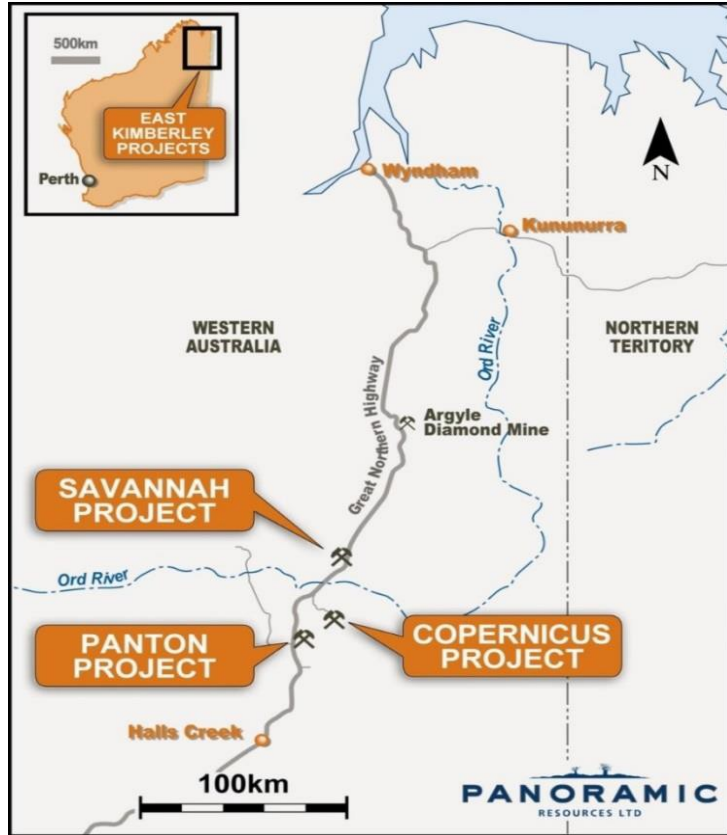 500km
EAST
KIMBERLEY
PROJECTS
Perth
Wyndham
N
Kununurra
WESTERN
AUSTRALIA
NORTHERN
TERITORY
Ord River
Great Northern Highway
Argyle
Diamond Mine
SAVANNAH
PROJECT
Ord River
PANTON
PROJECT
COPERNICUS
PROJECT
Halls Creek
100km
PANORAMIC
RESOURCES LTD